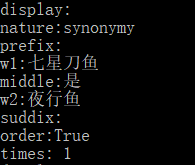 display:
nature:synonymy
prefix:
w1:七星刀鱼
middle:是
w2:夜行鱼
suddix:
order:True
times: 1